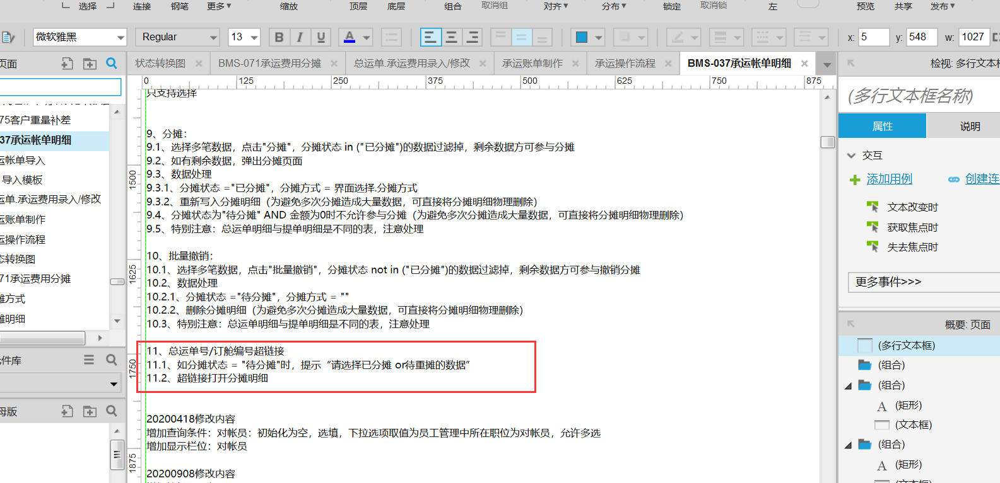 选择 连接 钢笔 更多 缩放 顶层 底层 组合 取消组 对齐 分布 锁定 取消锁 左 预览 共享 发布
微软雅黑 Regular 13 B I U A x: 5 y: 548 w: 1027
页面
状态转换图 BMS-071承运费用分摊 总运单.承运费用录入/修改 承运账单制作 承运操作流程 BMS-037承运帐单明细 检视: 多行文本框
0 125 250 375 500 625 750 875
75客户重量补差
37承运帐单明细
运帐单导入
导入模板
运单.承运费用录入/修改
运账单制作
运操作流程
态转换图
71承运费用分摊
摊方式
摊明细
元件库
母版
1500
1625
1750
1875
只支持选择
9、分摊：
9.1、选择多笔数据，点击"分摊"，分摊状态 in ("已分摊")的数据过滤掉，剩余数据方可参与分摊
9.2、如有剩余数据，弹出分摊页面
9.3、数据处理
9.3.1、分摊状态 ="已分摊"，分摊方式 = 界面选择.分摊方式
9.3.2、重新写入分摊明细（为避免多次分摊造成大量数据，可直接将分摊明细物理删除）
9.4、分摊状态为"待分摊" AND 金额为0时不允许参与分摊（为避免多次分摊造成大量数据，可直接将分摊明细物理删除）
9.5、特别注意：总运单明细与提单明细是不同的表，注意处理
10、批量撤销：
10.1、选择多笔数据，点击"批量撤销"，分摊状态 not in ("已分摊")的数据过滤掉，剩余数据方可参与撤销分摊
10.2、数据处理
10.2.1、分摊状态 ="待分摊"，分摊方式 = ""
10.2.2、删除分摊明细（为避免多次分摊造成大量数据，可直接将分摊明细物理删除）
10.3、特别注意：总运单明细与提单明细是不同的表，注意处理
11、总运单号/订舱编号超链接
11.1、如分摊状态 = "待分摊"时，提示“请选择已分摊 or待重摊的数据”
11.2、超链接打开分摊明细
20200418修改内容
增加查询条件：对帐员：初始化为空，选填，下拉选项取值为员工管理中所在职位为对帐员，允许多选
增加显示栏位：对帐员
20200908修改内容
(多行文本框名称)
属性 说明
交互
添加用例 创建连
文本改变时
获取焦点时
失去焦点时
更多事件>>>
概要: 页面
(多行文本框)
(组合)
(组合)
A (矩形)
(文本框)
(组合)
A (矩形)
(文本框)